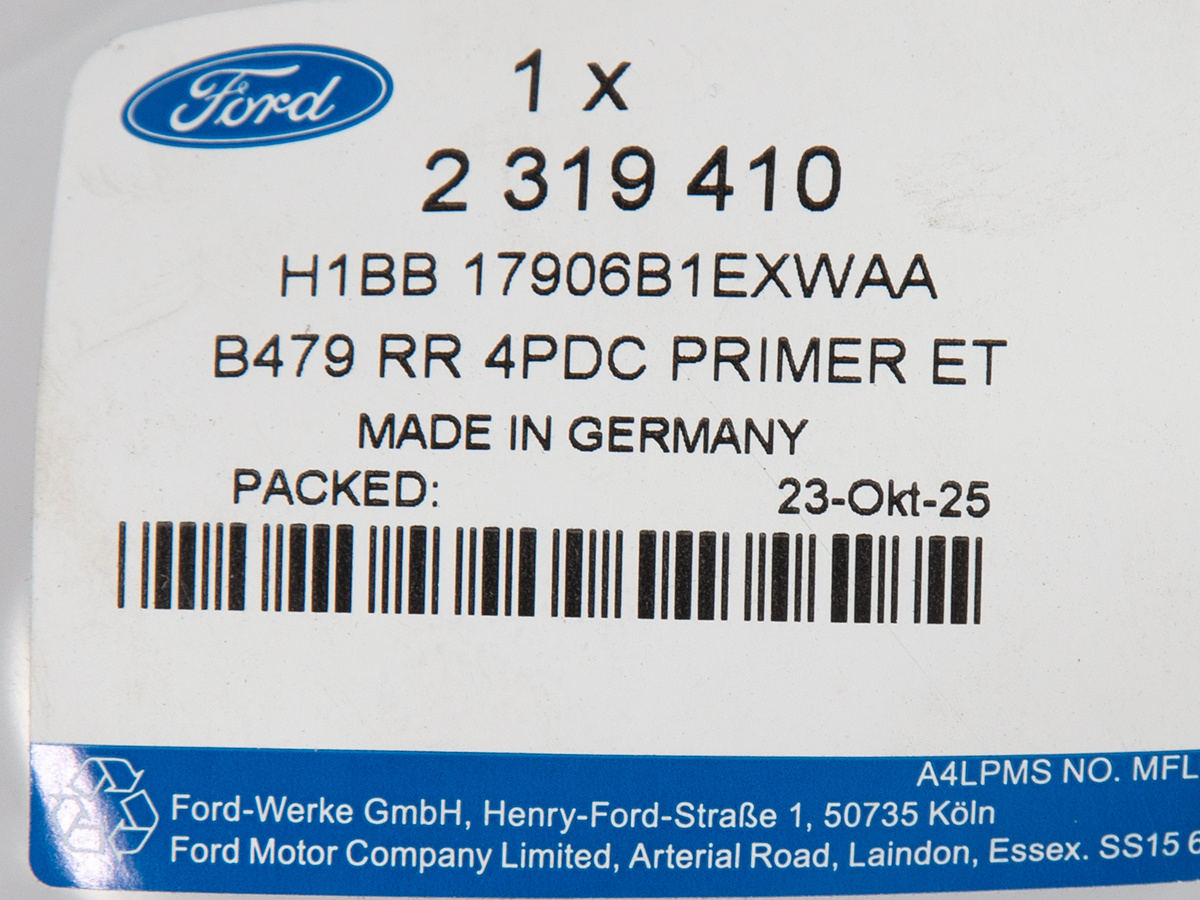 Ford
1 x
2 319 410
H1BB 17906B1EXWAA
B479 RR 4PDC PRIMER ET
MADE IN GERMANY
PACKED: 23-Okt-25
A4LPMS NO. MFL
Ford-Werke GmbH, Henry-Ford-Straße 1, 50735 Köln
Ford Motor Company Limited, Arterial Road, Laindon, Essex. SS15 6